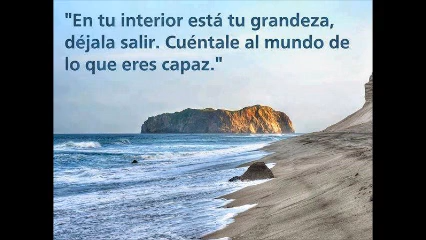 "En tu interior está tu grandeza,
déjala salir. Cuéntale al mundo de
lo que eres capaz."